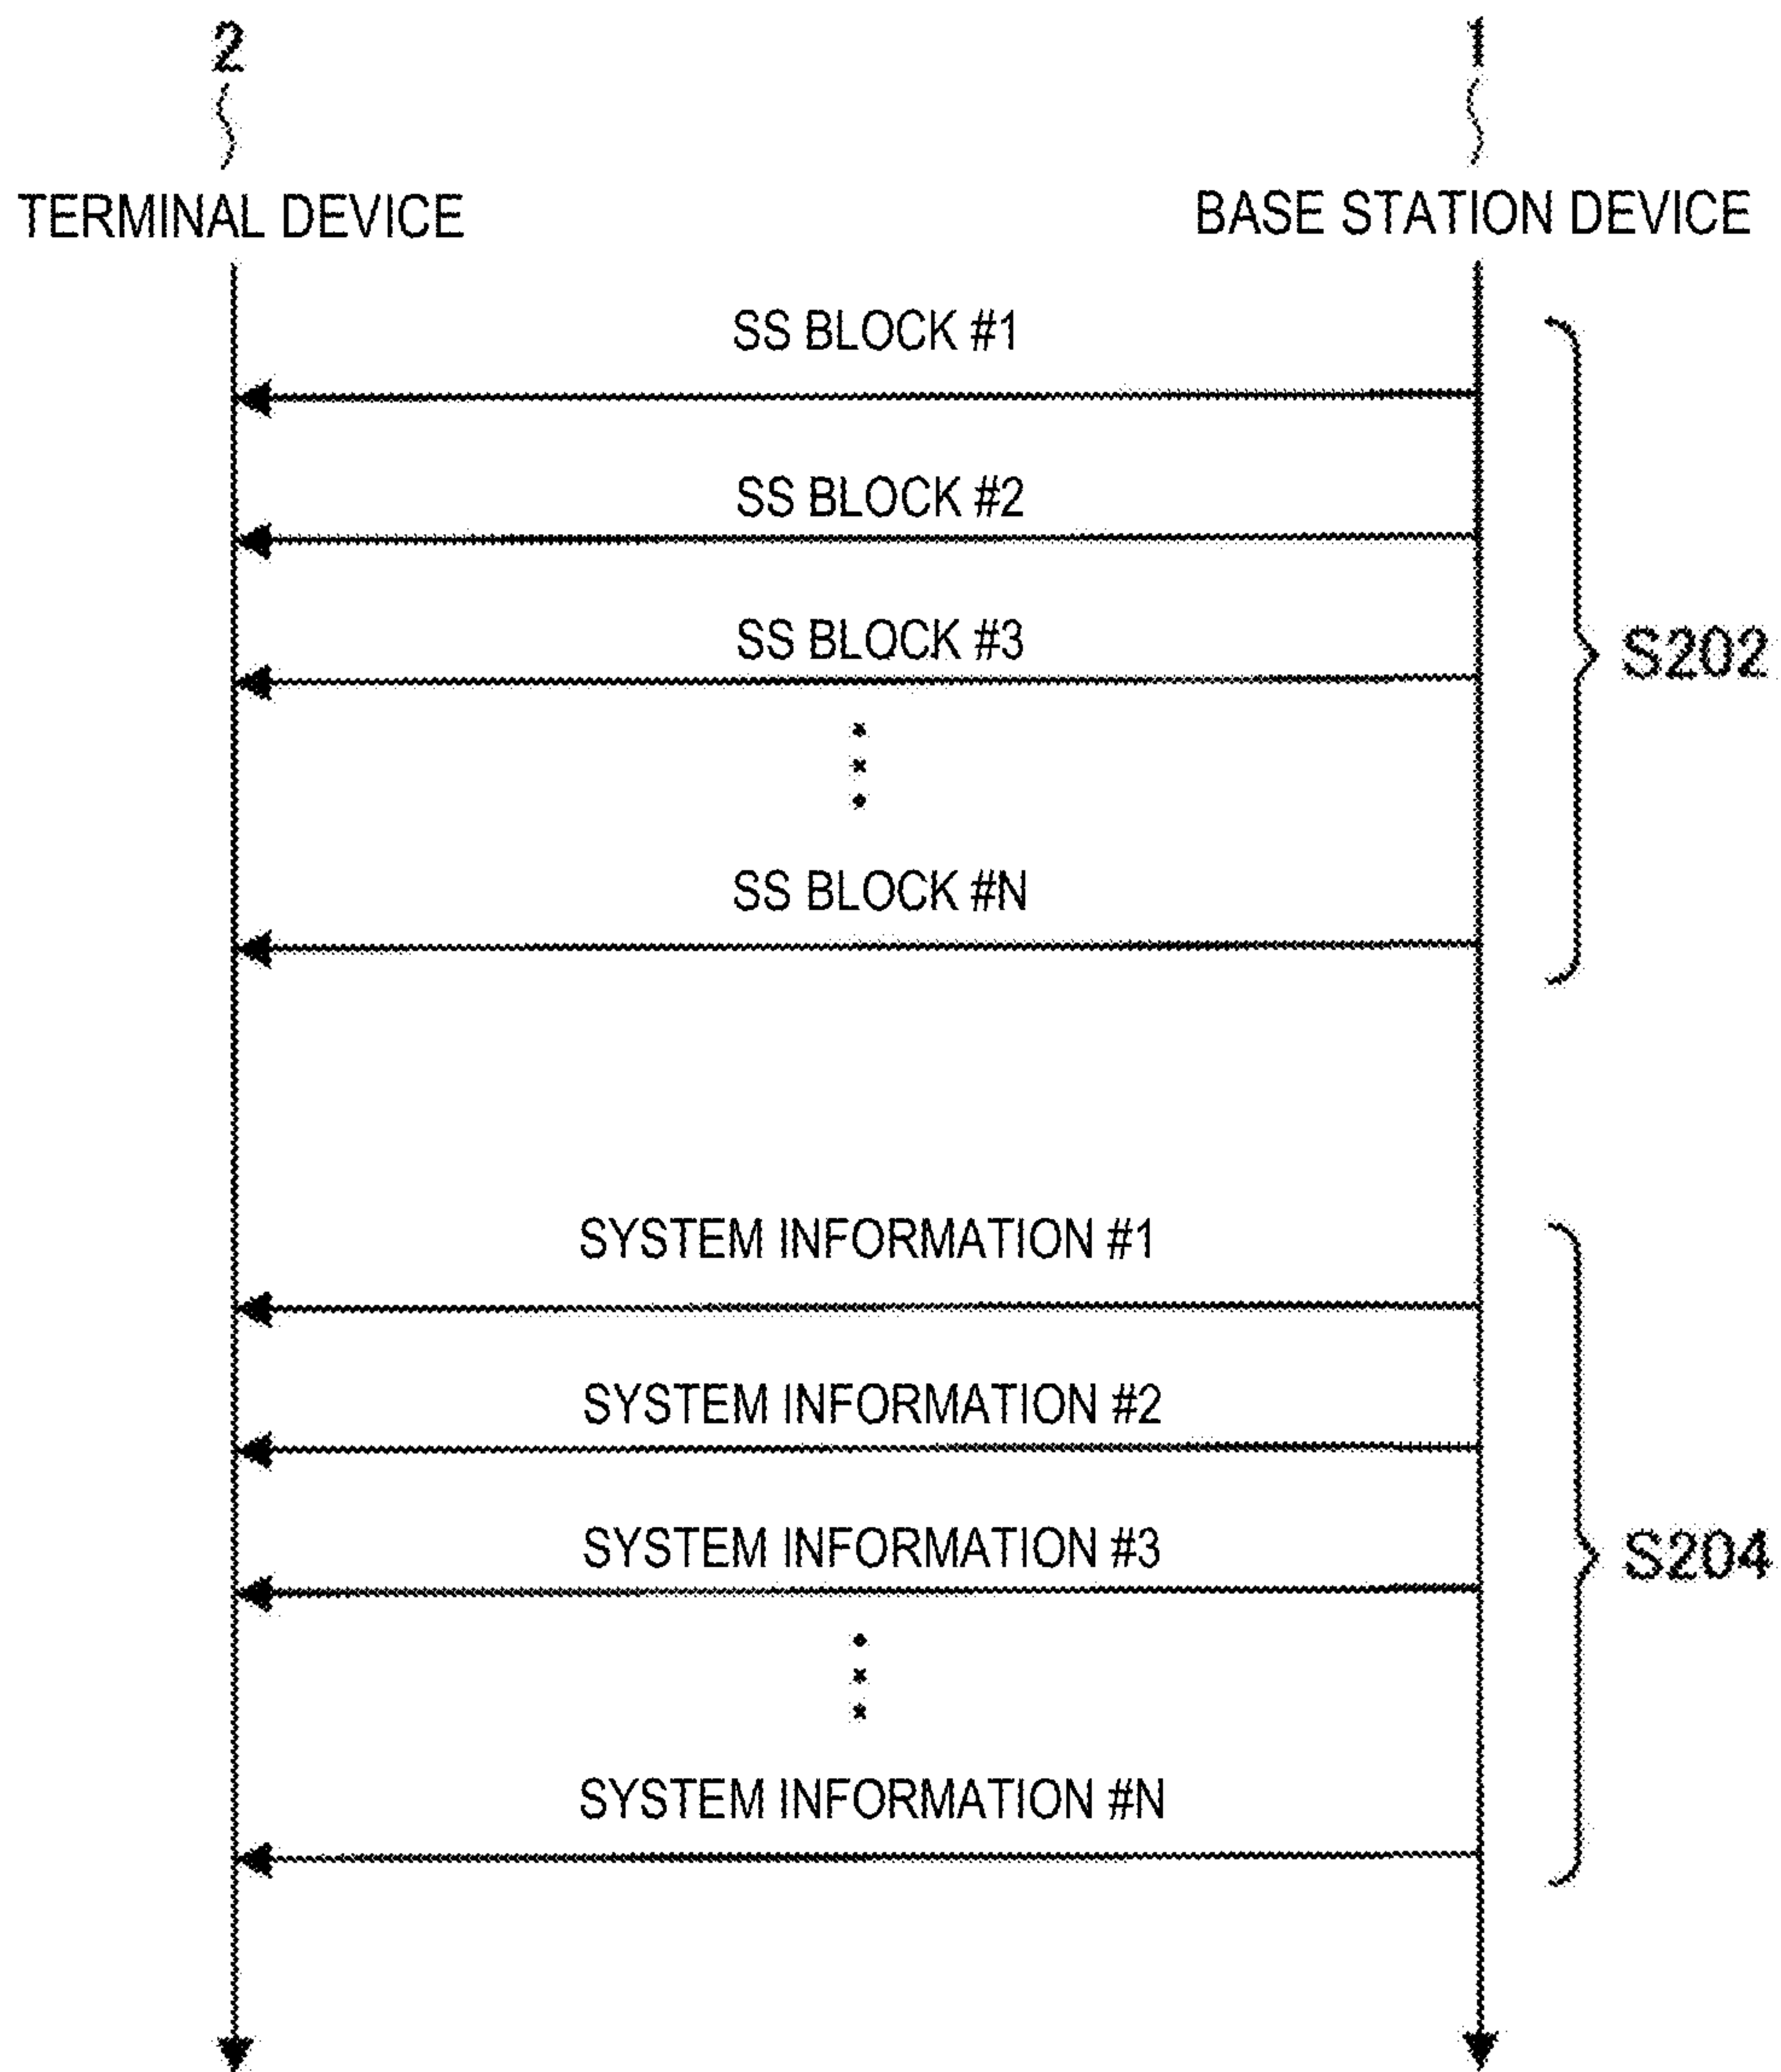 2
1
TERMINAL DEVICE
BASE STATION DEVICE
SS BLOCK #1
SS BLOCK #2
SS BLOCK #3
S202
SS BLOCK #N
SYSTEM INFORMATION #1
SYSTEM INFORMATION #2
SYSTEM INFORMATION #3
S204
SYSTEM INFORMATION #N